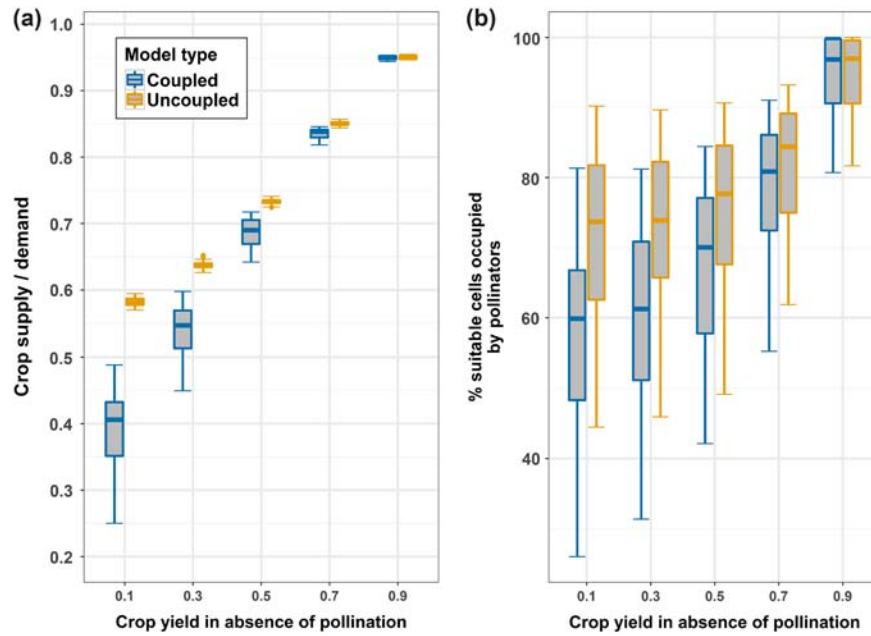 (a)
Crop supply / demand
1.0
0.9
0.8
0.7
0.6
0.5
0.4
0.3
0.2
Model type
Coupled
Uncoupled
0.1
0.3
0.5
0.7
0.9
Crop yield in absence of pollination
(b)
% suitable cells occupied
by pollinators
100
80
60
40
0.1
0.3
0.5
0.7
0.9
Crop yield in absence of pollination